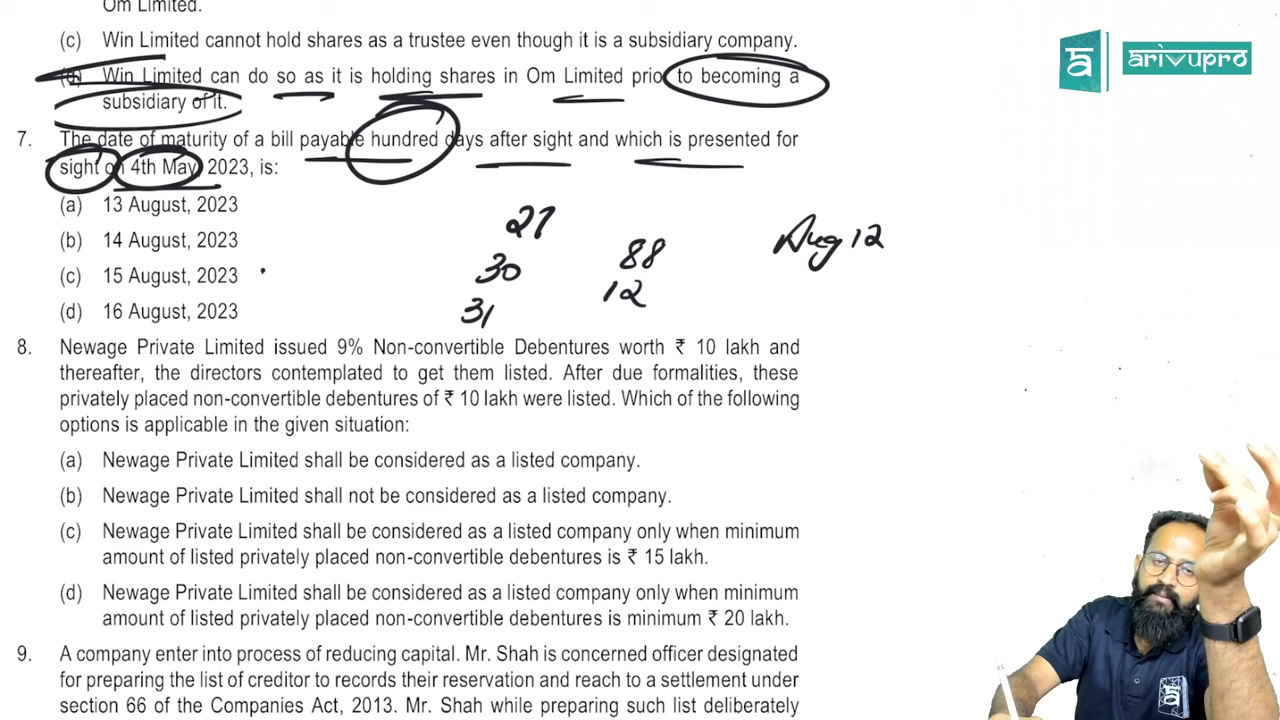 Om Limited.
(c) Win Limited cannot hold shares as a trustee even though it is a subsidiary company.
(d) Win Limited can do so as it is holding shares in Om Limited prior to becoming a
subsidiary of it.
7. The date of maturity of a bill payable hundred days after sight and which is presented for
sight on 4th May 2023, is:
(a) 13 August, 2023
(b) 14 August, 2023
(c) 15 August, 2023
(d) 16 August, 2023
27
30
31
88
12
Aug 12
8. Newage Private Limited issued 9% Non-convertible Debentures worth ₹ 10 lakh and
thereafter, the directors contemplated to get them listed. After due formalities, these
privately placed non-convertible debentures of ₹ 10 lakh were listed. Which of the following
options is applicable in the given situation:
(a) Newage Private Limited shall be considered as a listed company.
(b) Newage Private Limited shall not be considered as a listed company.
(c) Newage Private Limited shall be considered as a listed company only when minimum
amount of listed privately placed non-convertible debentures is ₹ 15 lakh.
(d) Newage Private Limited shall be considered as a listed company only when minimum
amount of listed privately placed non-convertible debentures is minimum ₹ 20 lakh.
9. A company enter into process of reducing capital. Mr. Shah is concerned officer designated
for preparing the list of creditor to records their reservation and reach to a settlement under
section 66 of the Companies Act, 2013. Mr. Shah while preparing such list deliberately
arivupro